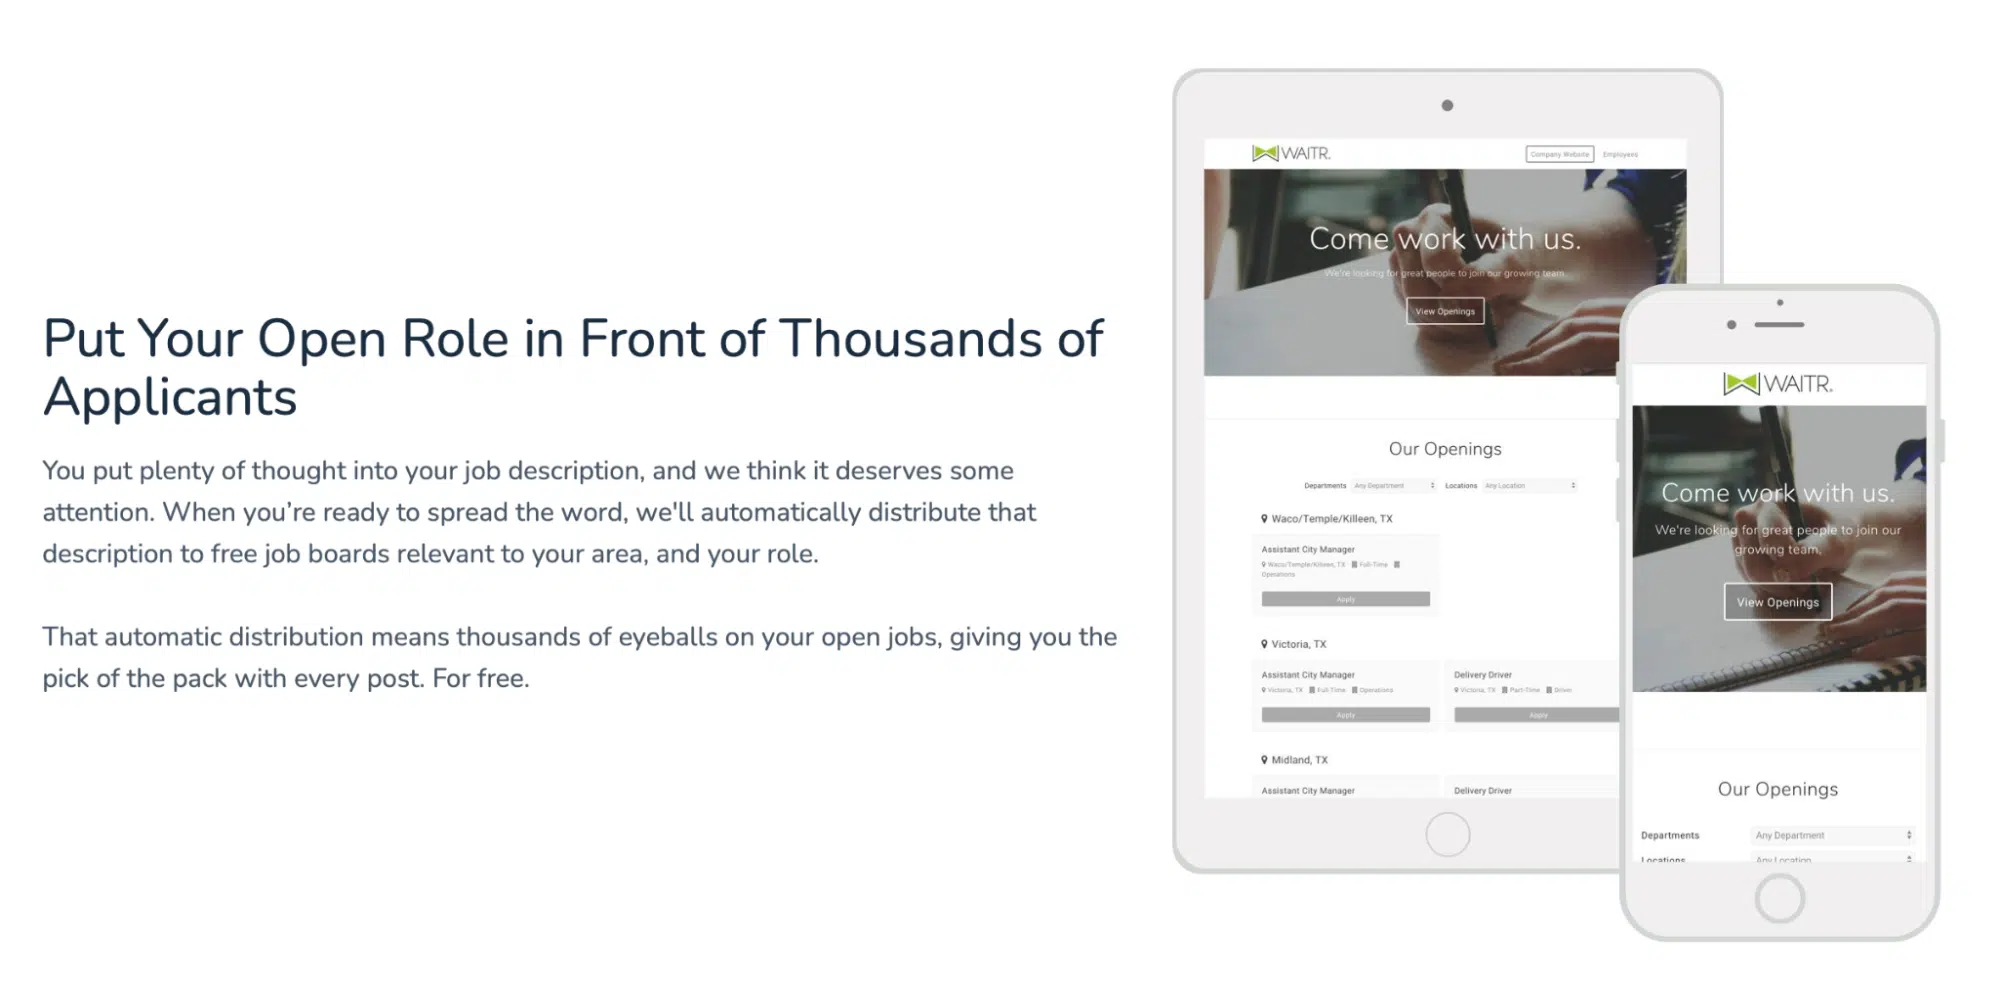 Put Your Open Role in Front of Thousands of
Applicants
You put plenty of thought into your job description, and we think it deserves some
attention. When you’re ready to spread the word, we'll automatically distribute that
description to free job boards relevant to your area, and your role.
That automatic distribution means thousands of eyeballs on your open jobs, giving you the
pick of the pack with every post. For free.
WAITR.
Company Website Employees
Come work with us.
We're looking for great people to join our growing team.
View Openings
Our Openings
Departments Any Department Locations Any Location
Waco/Temple/Killeen, TX
Assistant City Manager
Waco/Temple/Killeen, TX Full-Time
Operations
Apply
Victoria, TX
Assistant City Manager Delivery Driver
Victoria, TX Full-Time Operations Victoria, TX Part-Time Driver
Apply Apply
Midland, TX
Assistant City Manager Delivery Driver
WAITR.
Come work with us.
We're looking for great people to join our
growing team.
View Openings
Our Openings
Departments Any Department
Locations Any Location